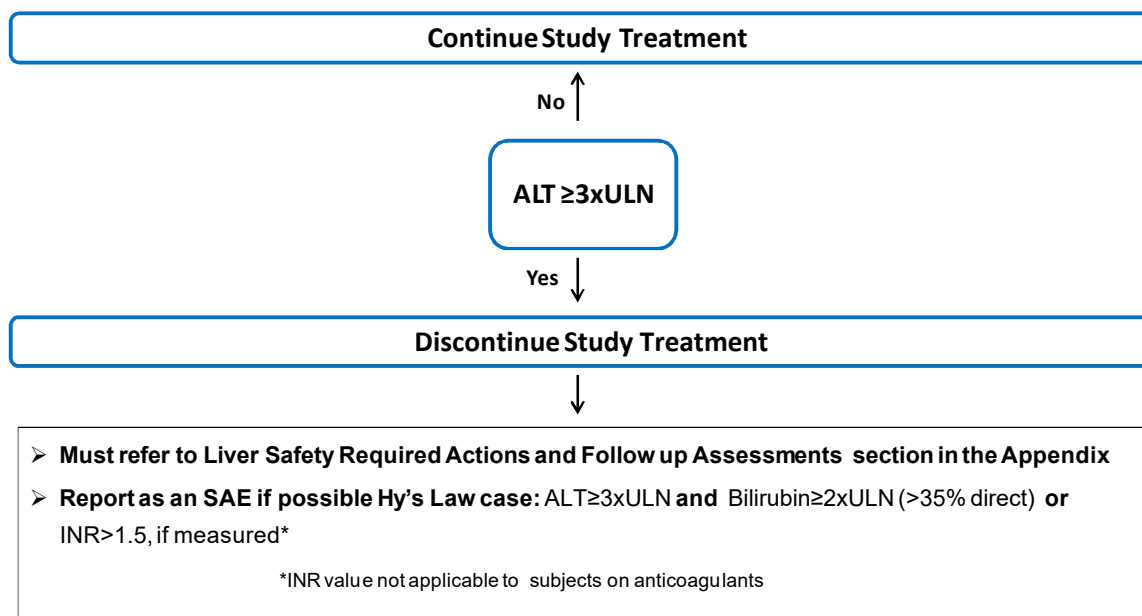 Continue Study Treatment
No
ALT ≥3xULN
Yes
Discontinue Study Treatment
➢ Must refer to Liver Safety Required Actions and Follow up Assessments section in the Appendix
➢ Report as an SAE if possible Hy's Law case: ALT≥3xULN and Bilirubin≥2xULN (>35% direct) or
INR>1.5, if measured*
*INR value not applicable to subjects on anticoagulants